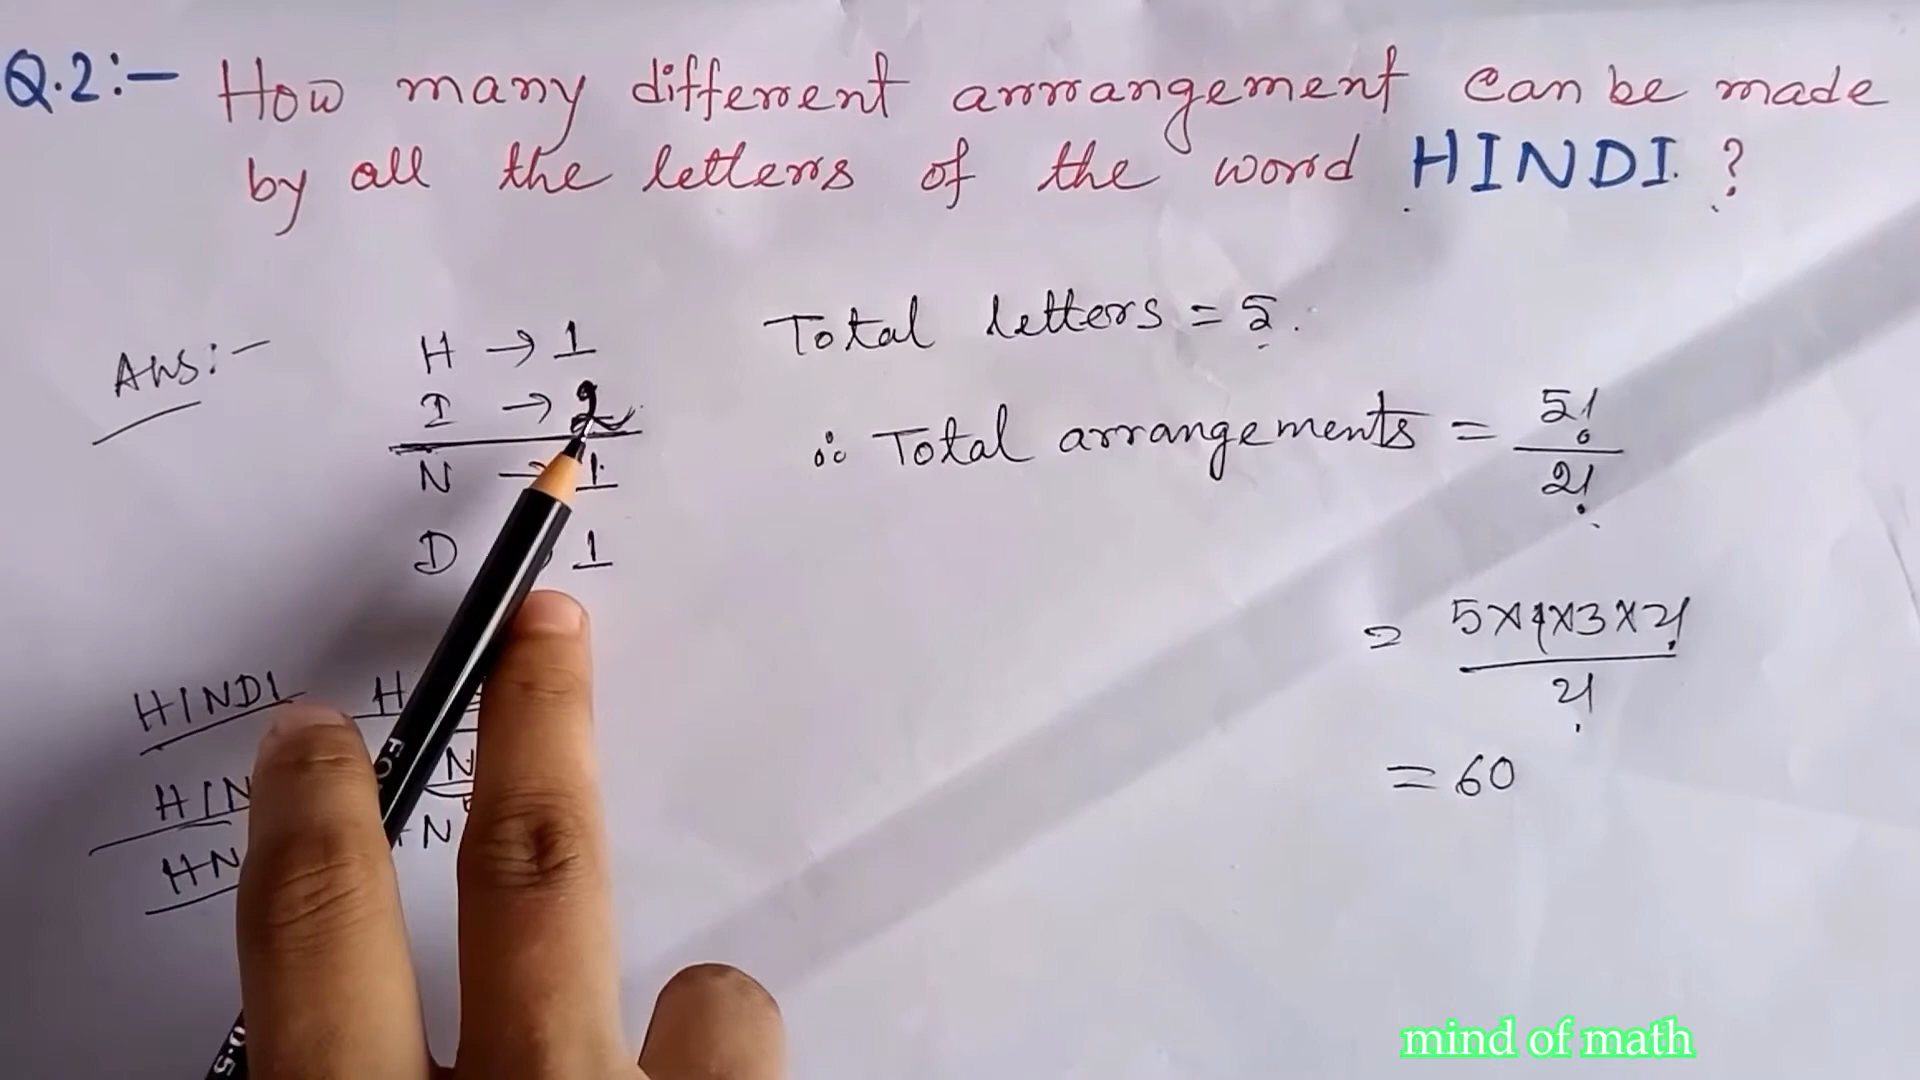 Q.2:- How many different arrangement can be made
by all the letters of the word HINDI ?
Ans:-
H → 1
I → 2
N → 1
D 1
Total letters = 5.
∴ Total arrangements = 5! / 2!
= 5×4×3×2! / 2!
= 60
HINDI H
HIN N
HN N
mind of math